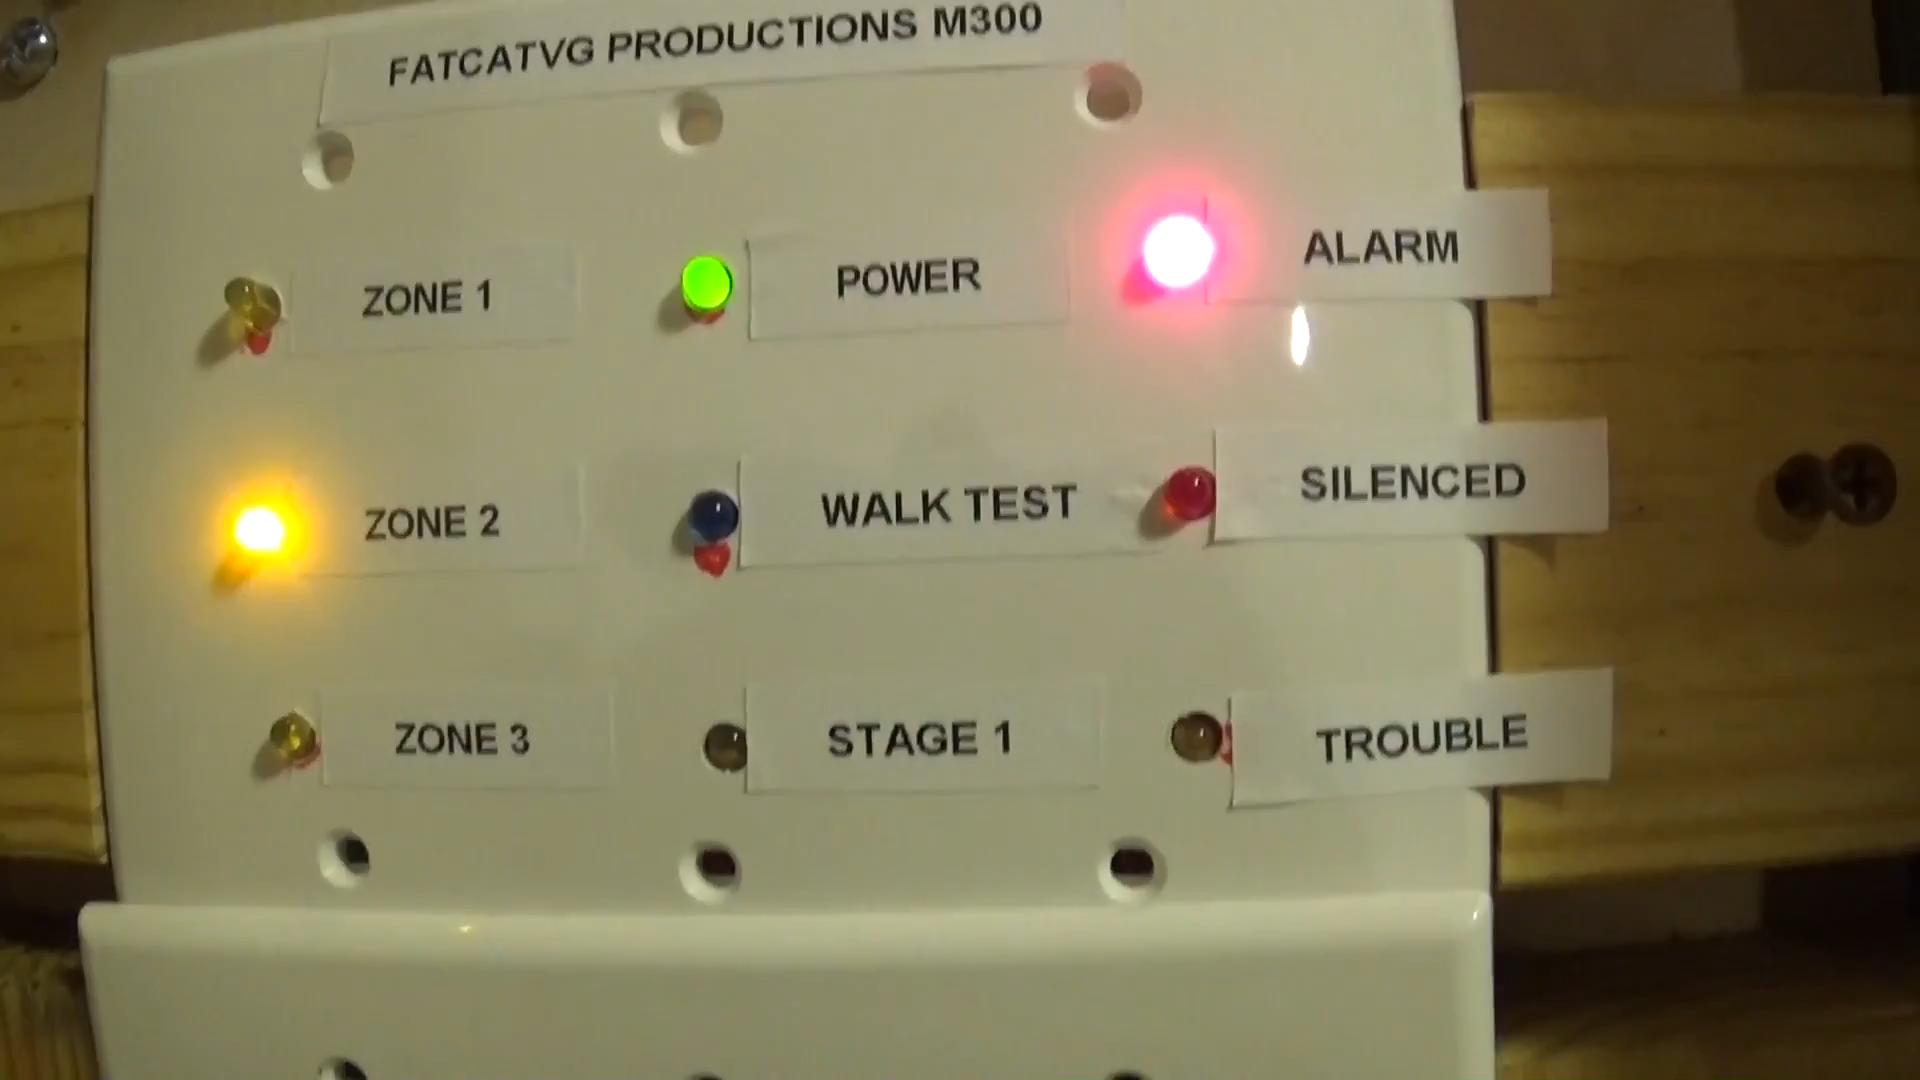 FATCATVG PRODUCTIONS M300
ZONE 1
POWER
ALARM
ZONE 2
WALK TEST
SILENCED
ZONE 3
STAGE 1
TROUBLE